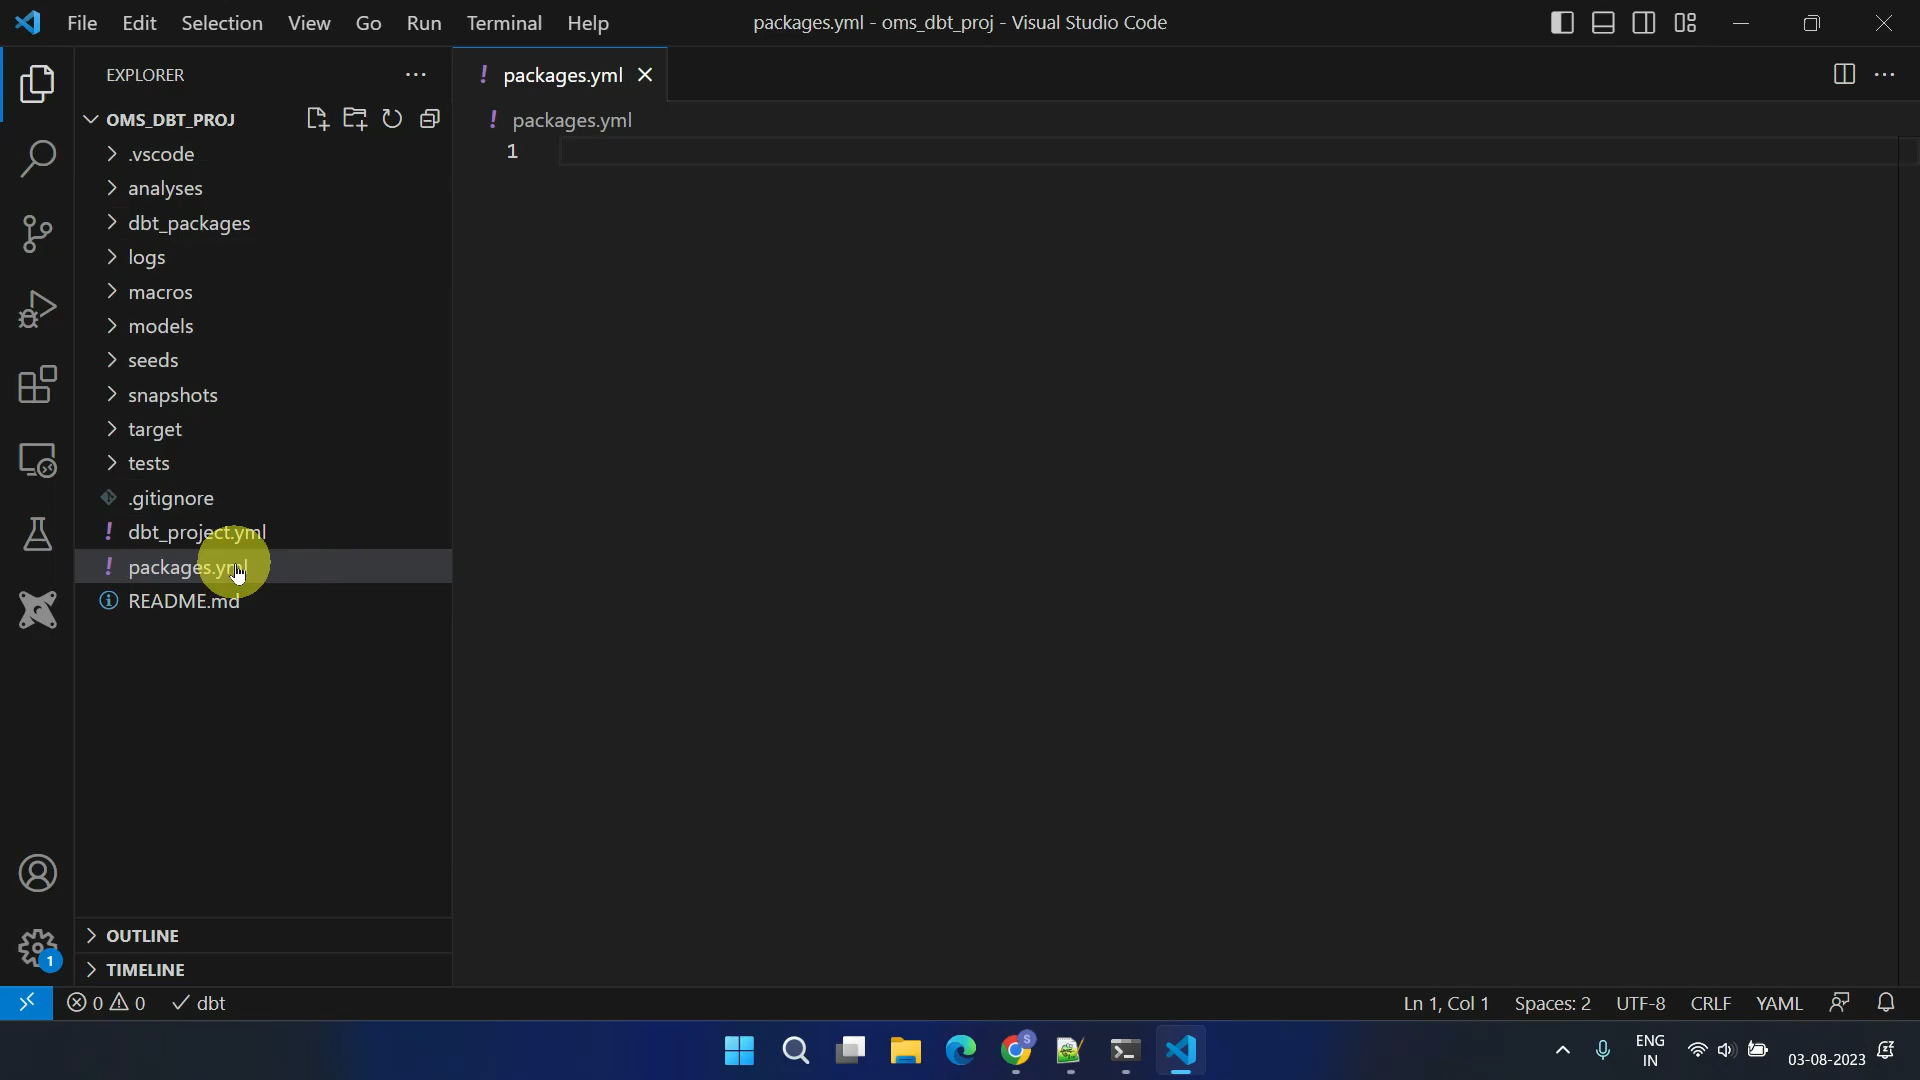 File Edit Selection View Go Run Terminal Help
packages.yml - oms_dbt_proj - Visual Studio Code
EXPLORER
OMS_DBT_PROJ
.vscode
analyses
dbt_packages
logs
macros
models
seeds
snapshots
target
tests
.gitignore
dbt_project.yml
packages.yml
README.md
OUTLINE
TIMELINE
packages.yml
packages.yml
1
1
0 0 dbt
Ln 1, Col 1 Spaces: 2 UTF-8 CRLF YAML
S
ENG
IN
03-08-2023